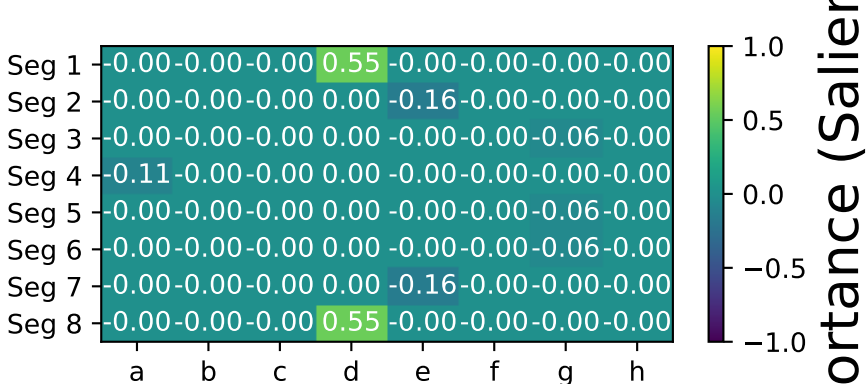 Seg 1 -0.00 -0.00 -0.00 0.55 -0.00 -0.00 -0.00 -0.00
Seg 2 -0.00 -0.00 -0.00 0.00 -0.16 -0.00 -0.00 -0.00
Seg 3 -0.00 -0.00 -0.00 0.00 -0.00 -0.00 -0.06 -0.00
Seg 4 -0.11 -0.00 -0.00 0.00 -0.00 -0.00 -0.00 -0.00
Seg 5 -0.00 -0.00 -0.00 0.00 -0.00 -0.00 -0.06 -0.00
Seg 6 -0.00 -0.00 -0.00 0.00 -0.00 -0.00 -0.06 -0.00
Seg 7 -0.00 -0.00 -0.00 0.00 -0.16 -0.00 -0.00 -0.00
Seg 8 -0.00 -0.00 -0.00 0.55 -0.00 -0.00 -0.00 -0.00
a b c d e f g h
1.0
0.5
0.0
−0.5
−1.0
ortance (Salien